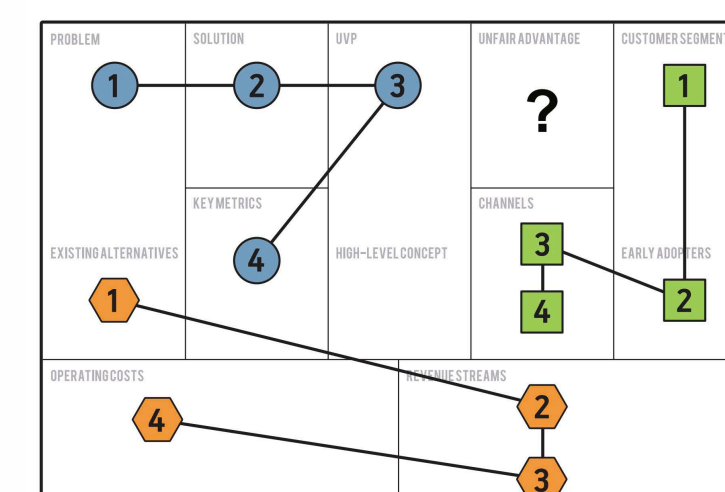 PROBLEM
SOLUTION
UVP
UNFAIR ADVANTAGE
CUSTOMER SEGMENT
1
2
3
?
1
KEY METRICS
CHANNELS
4
3
EXISTING ALTERNATIVES
HIGH-LEVEL CONCEPT
EARLY ADOPTERS
1
4
2
OPERATING COSTS
REVENUE STREAMS
4
2
3